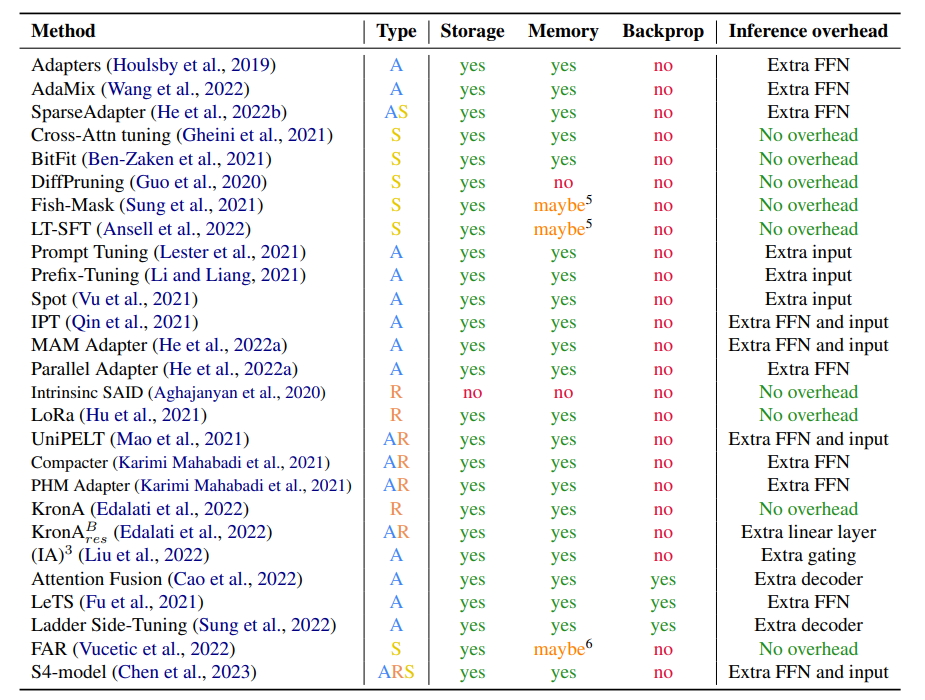 Method Type Storage Memory Backprop Inference overhead
Adapters (Houlsby et al., 2019) A yes yes no Extra FFN
AdaMix (Wang et al., 2022) A yes yes no Extra FFN
SparseAdapter (He et al., 2022b) AS yes yes no Extra FFN
Cross-Attn tuning (Gheini et al., 2021) S yes yes no No overhead
BitFit (Ben-Zaken et al., 2021) S yes yes no No overhead
DiffPruning (Guo et al., 2020) S yes no no No overhead
Fish-Mask (Sung et al., 2021) S yes maybe⁵ no No overhead
LT-SFT (Ansell et al., 2022) S yes maybe⁵ no No overhead
Prompt Tuning (Lester et al., 2021) A yes yes no Extra input
Prefix-Tuning (Li and Liang, 2021) A yes yes no Extra input
Spot (Vu et al., 2021) A yes yes no Extra input
IPT (Qin et al., 2021) A yes yes no Extra FFN and input
MAM Adapter (He et al., 2022a) A yes yes no Extra FFN and input
Parallel Adapter (He et al., 2022a) A yes yes no Extra FFN
Intrinsinc SAID (Aghajanyan et al., 2020) R no no no No overhead
LoRa (Hu et al., 2021) R yes yes no No overhead
UniPELT (Mao et al., 2021) AR yes yes no Extra FFN and input
Compacter (Karimi Mahabadi et al., 2021) AR yes yes no Extra FFN
PHM Adapter (Karimi Mahabadi et al., 2021) AR yes yes no Extra FFN
KronA (Edalati et al., 2022) R yes yes no No overhead
KronA^B_res (Edalati et al., 2022) AR yes yes no Extra linear layer
(IA)³ (Liu et al., 2022) A yes yes no Extra gating
Attention Fusion (Cao et al., 2022) A yes yes yes Extra decoder
LeTS (Fu et al., 2021) A yes yes yes Extra FFN
Ladder Side-Tuning (Sung et al., 2022) A yes yes yes Extra decoder
FAR (Vucetic et al., 2022) S yes maybe⁶ no No overhead
S4-model (Chen et al., 2023) ARS yes yes no Extra FFN and input